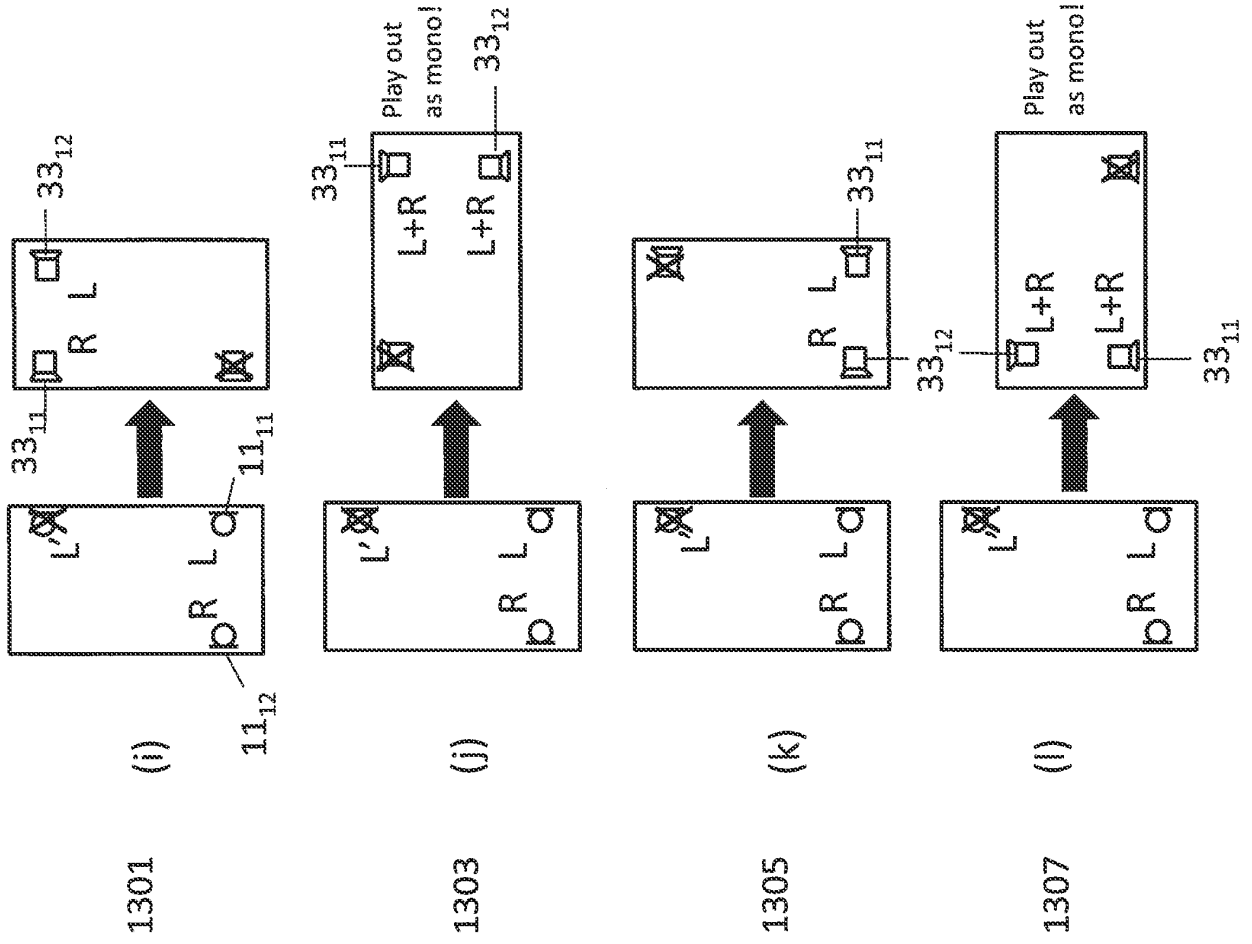 1301
(i)
11₁₂
R
L
L'
11₁₁
33₁₁
R
L
33₁₂
1303
(j)
R
L
L'
33₁₁
L+R
L+R
33₁₂
Play out
as mono!
1305
(k)
R
L
L'
R
L
33₁₂
33₁₁
1307
(l)
R
L
L'
L+R
L+R
33₁₁
Play out
as mono!